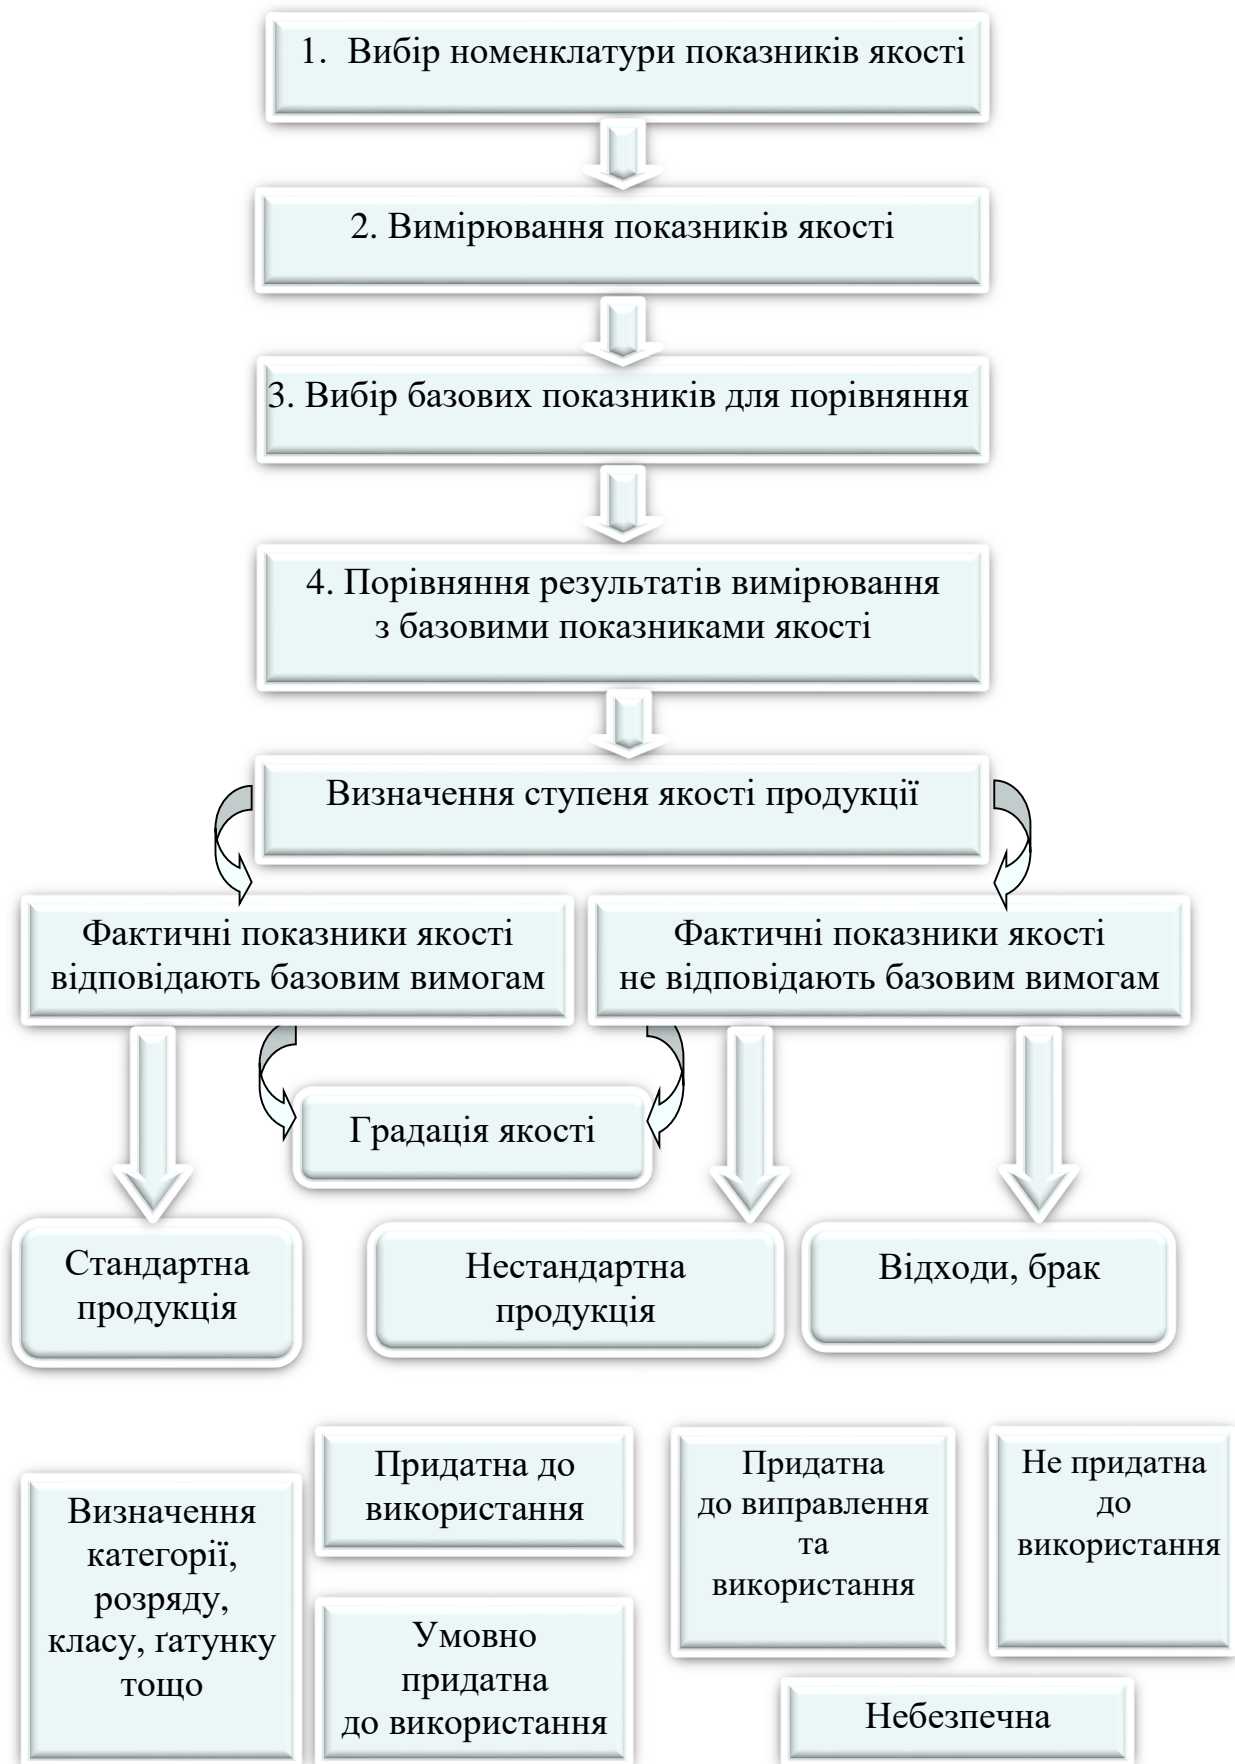 1. Вибір номенклатури показників якості
2. Вимірювання показників якості
3. Вибір базових показників для порівняння
4. Порівняння результатів вимірювання
з базовими показниками якості
Визначення ступеня якості продукції
Фактичні показники якості
відповідають базовим вимогам
Фактичні показники якості
не відповідають базовим вимогам
Градація якості
Стандартна
продукція
Нестандартна
продукція
Відходи, брак
Визначення
категорії,
розряду,
класу, ґатунку
тощо
Придатна до
використання
Умовно
придатна
до використання
Придатна
до виправлення
та
використання
Не придатна
до
використання
Небезпечна